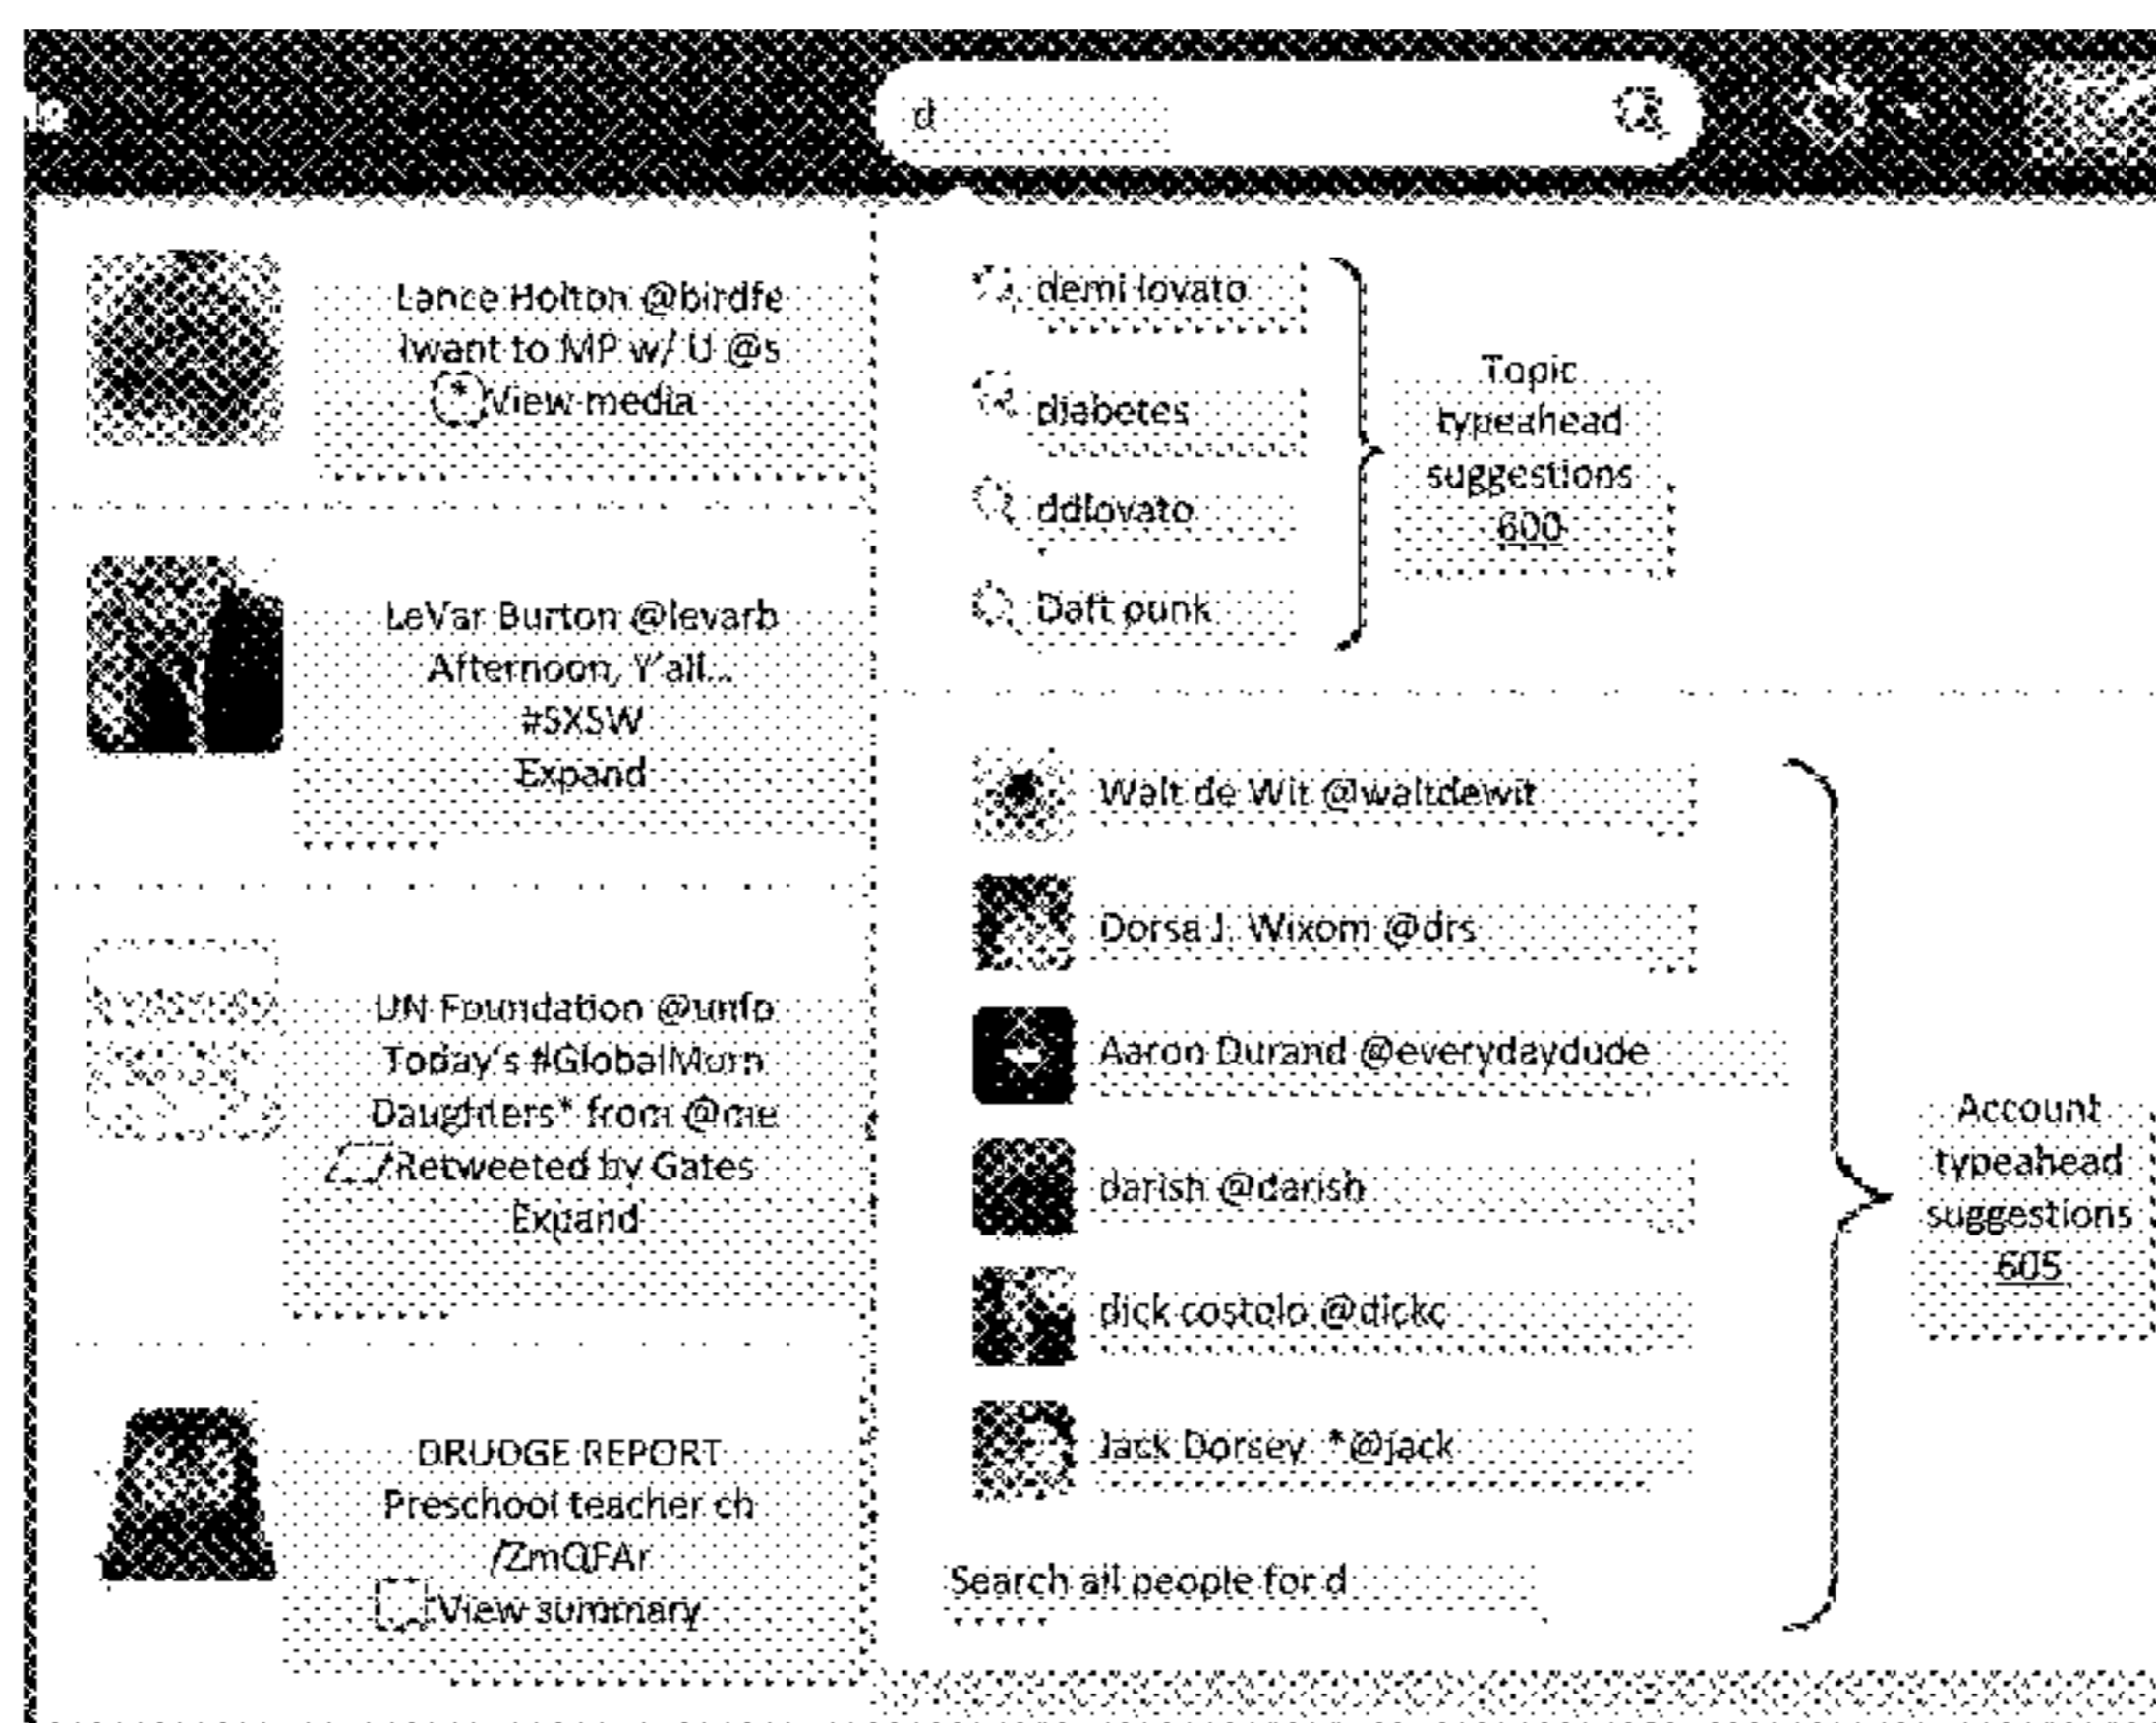 d
Lance Holton @birdfe
Iwant to MP w/ U @s
*View media
LeVar Burton @levarb
Afternoon, Y'all...
#SXSW
Expand
UN Foundation @unfo
Today's #GlobalMom
Daughters* from @me
Retweeted by Gates
Expand
DRUDGE REPORT
Preschool teacher ch
/ZmQFAr
View summary
demi lovato
diabetes
ddlovato
Daft punk
Topic
typeahead
suggestions
600
Walt de Wit @waltdewit
Dorsa J. Wixom @drs
Aaron Durand @everydaydude
darish @darish
dick costolo @dickc
Jack Dorsey *@jack
Search all people for d
Account
typeahead
suggestions
605